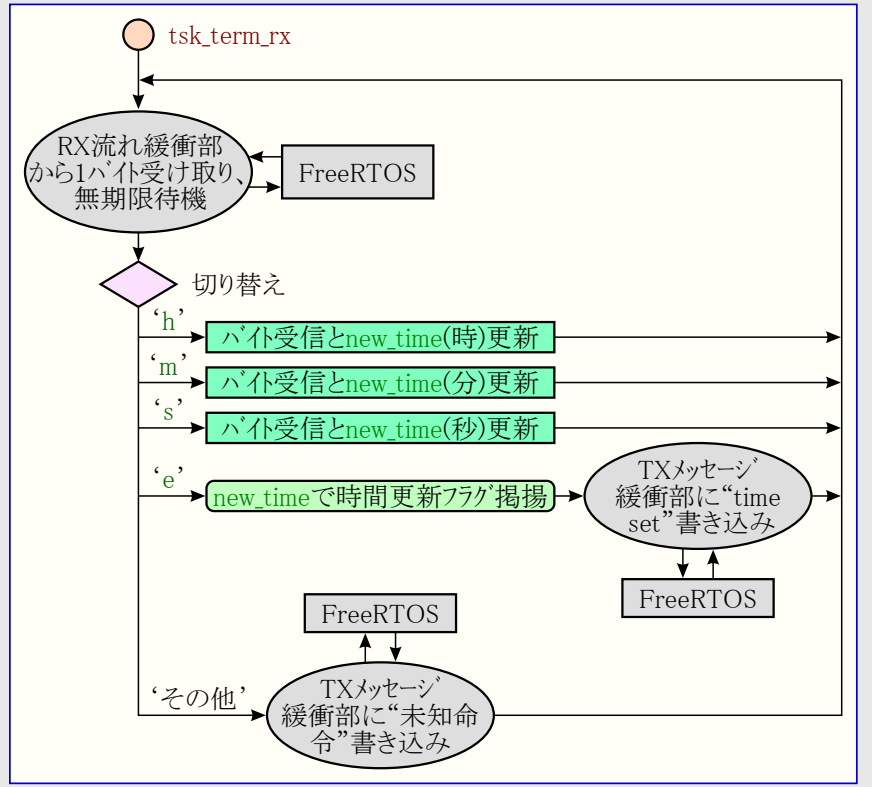 tsk_term_rx
RX流れ緩衝部
から1バイト受け取り、
無期限待機
FreeRTOS
切り替え
‘h’
バイト受信とnew_time(時)更新
‘m’
バイト受信とnew_time(分)更新
‘s’
バイト受信とnew_time(秒)更新
‘e’
new_timeで時間更新フラグ掲揚
TXメッセージ
緩衝部に“time
set”書き込み
FreeRTOS
FreeRTOS
‘その他’
TXメッセージ
緩衝部に“未知命
令”書き込み